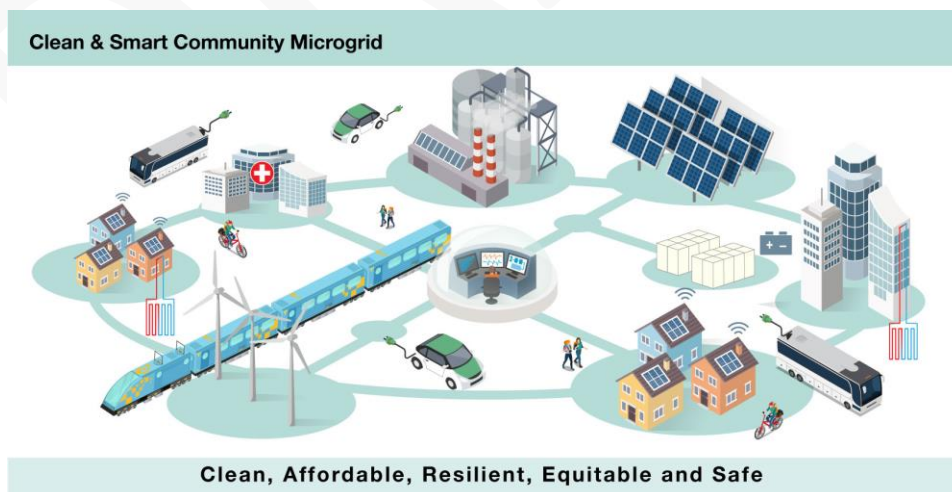 Clean & Smart Community Microgrid
Clean, Affordable, Resilient, Equitable and Safe